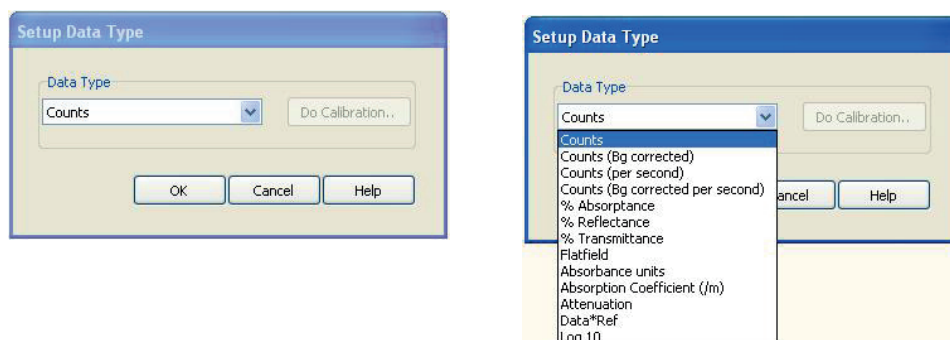 Setup Data Type
Data Type
Counts
Do Calibration..
OK
Cancel
Help
Setup Data Type
Data Type
Counts
Do Calibration..
Counts
Counts (Bg corrected)
Counts (per second)
Counts (Bg corrected per second)
% Absorptance
% Reflectance
% Transmittance
Flatfield
Absorbance units
Absorption Coefficient (/m)
Attenuation
Data*Ref
Log 10
ancel
Help